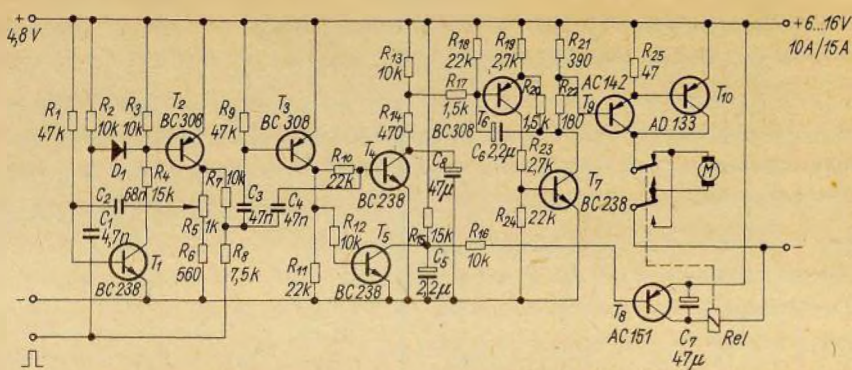 +
4,8V
R1
47k
R2
10k
R3
10k
T2
BC308
D1
R4
15k
C2
68n
C1
4,7n
T1
BC238
R7
10k
R5
1k
R6
560
R8
7,5k
R9
47k
T3
BC308
C3
47n
C4
47n
R10
22k
R11
22k
R12
10k
T4
BC238
T5
BC238
R13
10k
R14
470
C8
47µ
R15
15k
C5
2,2µ
R16
10k
R17
1,5k
R18
22k
R19
2,7k
T6
BC308
R20
1,5k
C6
2,2µ
R21
390
R22
180
R23
2,7k
R24
22k
T7
BC238
AC142
T9
R25
47
T10
AD133
M
T8
AC151
C7
47µ
Rel
+6...16V
10A/15A
-
-